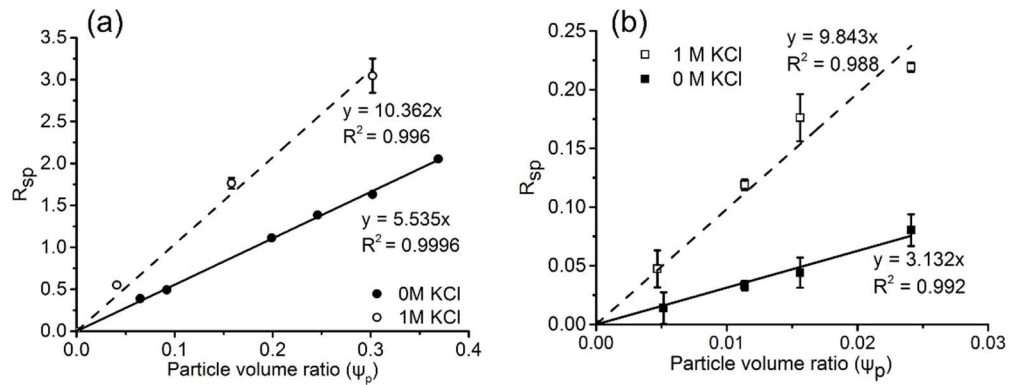 (a)
3.5
3.0
2.5
2.0
1.5
1.0
0.5
0.0
R_sp
y = 10.362x
R² = 0.996
y = 5.535x
R² = 0.9996
0M KCl
1M KCl
0.0 0.1 0.2 0.3 0.4
Particle volume ratio (ψ_p)
(b)
0.25
0.20
0.15
0.10
0.05
0.00
R_sp
1 M KCl
0 M KCl
y = 9.843x
R² = 0.988
y = 3.132x
R² = 0.992
0.00 0.01 0.02 0.03
Particle volume ratio (ψ_p)